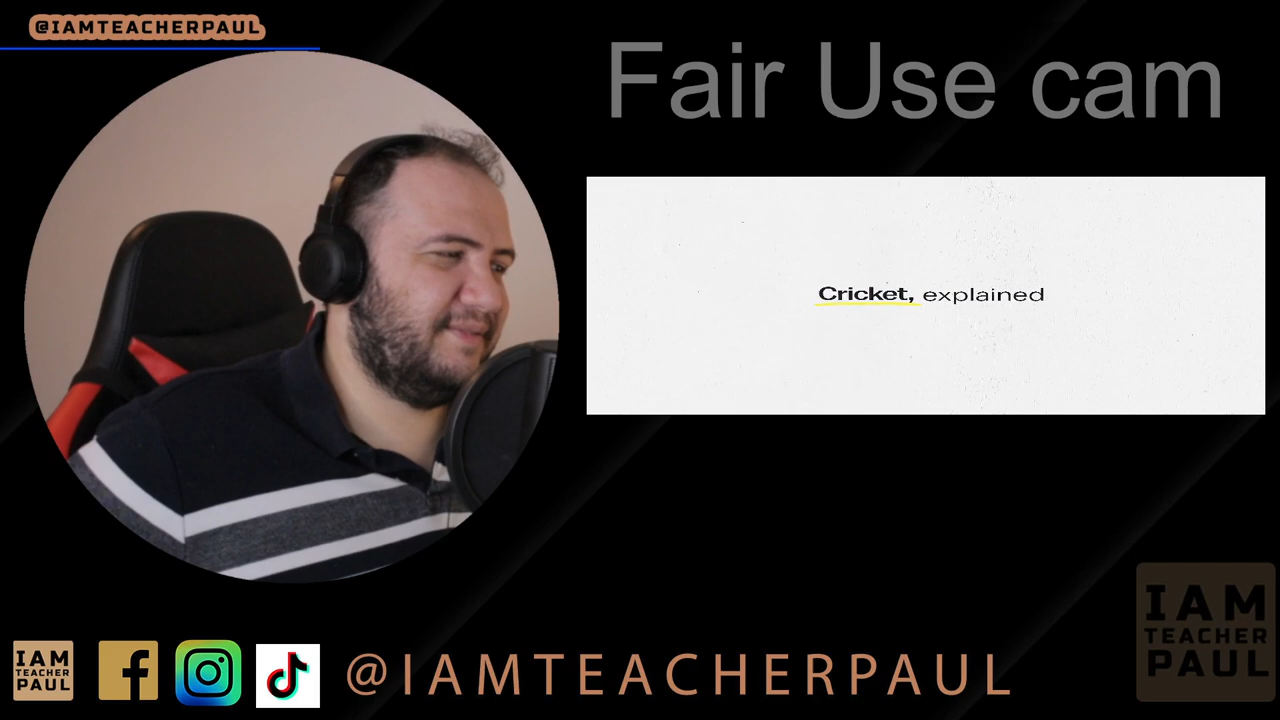 @IAMTEACHERPAUL
Fair Use cam
Cricket, explained
IAM
TEACHER
PAUL
IAM
TEACHER
PAUL
@IAMTEACHERPAUL